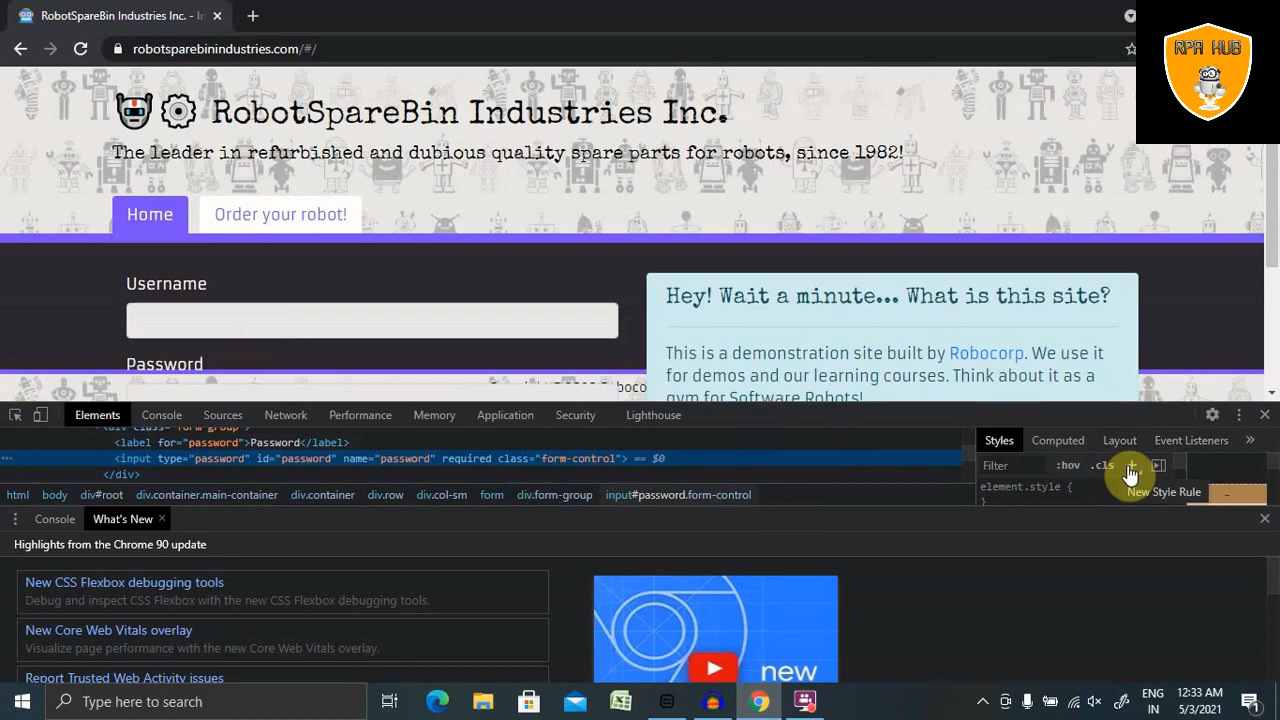 RobotSpareBin Industries Inc. - I
robotsparebinindustries.com/#/
RPA HUB
RobotSpareBin Industries Inc.
The leader in refurbished and dubious quality spare parts for robots, since 1982!
Home Order your robot!
Username
Hey! Wait a minute... What is this site?
This is a demonstration site built by Robocorp. We use it
for demos and our learning courses. Think about it as a
gym for Software Robots!
Password
Elements Console Sources Network Performance Memory Application Security Lighthouse
<div class="form-group">
<label for="password">Password</label>
<input type="password" id="password" name="password" required class="form-control"> == $0
</div>
html body div#root div.container.main-container div.container div.row div.col-sm form div.form-group input#password.form-control
Styles Computed Layout Event Listeners »
Filter :hov .cls +
element.style {
}
New Style Rule
-
Console What's New
Highlights from the Chrome 90 update
New CSS Flexbox debugging tools
Debug and inspect CSS Flexbox with the new CSS Flexbox debugging tools.
New Core Web Vitals overlay
Visualize page performance with the new Core Web Vitals overlay.
Report Trusted Web Activity issues
new
Type here to search
ENG
IN
12:33 AM
5/3/2021
1